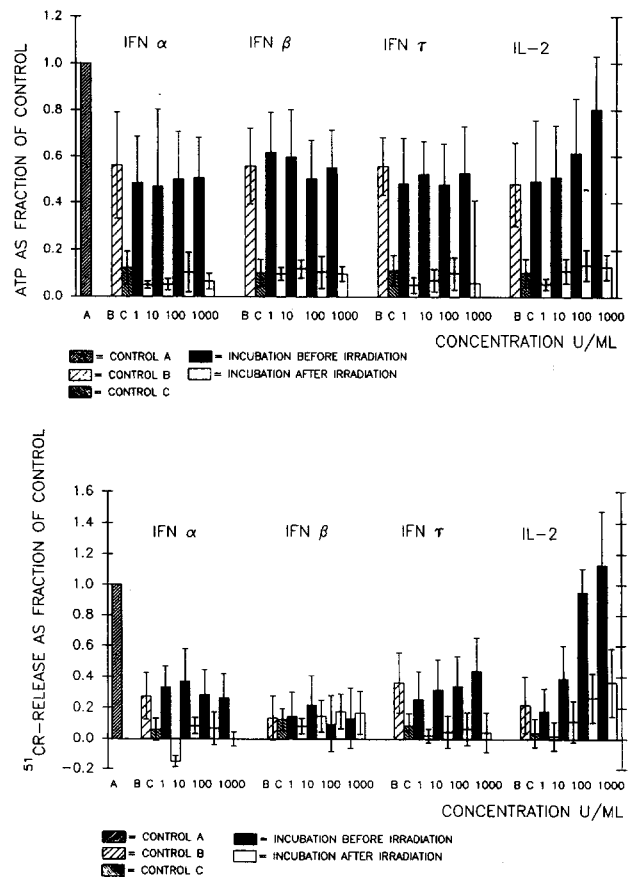 IFN α IFN β IFN τ IL-2
ATP AS FRACTION OF CONTROL
1.0
0.8
0.6
0.4
0.2
0.0
A B C 1 10 100 1000 B C 1 10 100 1000 B C 1 10 100 1000 B C 1 10 100 1000
CONCENTRATION U/ML
= CONTROL A = INCUBATION BEFORE IRRADIATION
= CONTROL B = INCUBATION AFTER IRRADIATION
= CONTROL C
51CR-RELEASE AS FRACTION OF CONTROL
1.6
1.4
1.2
1.0
0.8
0.6
0.4
0.2
0.0
-0.2
IFN α IFN β IFN τ IL-2
A B C 1 10 100 1000 B C 1 10 100 1000 B C 1 10 100 1000 B C 1 10 100 1000
CONCENTRATION U/ML
= CONTROL A = INCUBATION BEFORE IRRADIATION
= CONTROL B = INCUBATION AFTER IRRADIATION
= CONTROL C